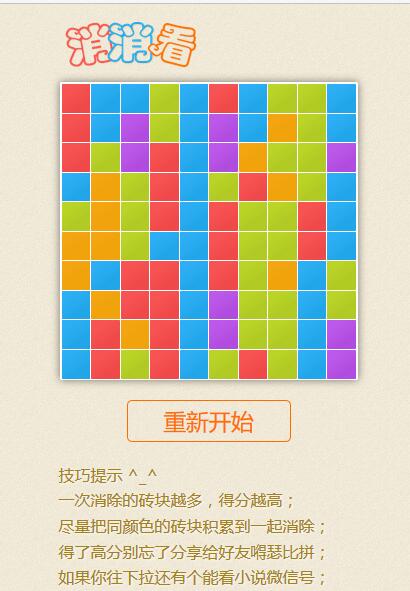 消消看
重新开始
技巧提示 ^_^
一次消除的砖块越多，得分越高；
尽量把同颜色的砖块积累到一起消除；
得了高分别忘了分享给好友嘚瑟比拼；
如果你往下拉还有个能看小说微信号；